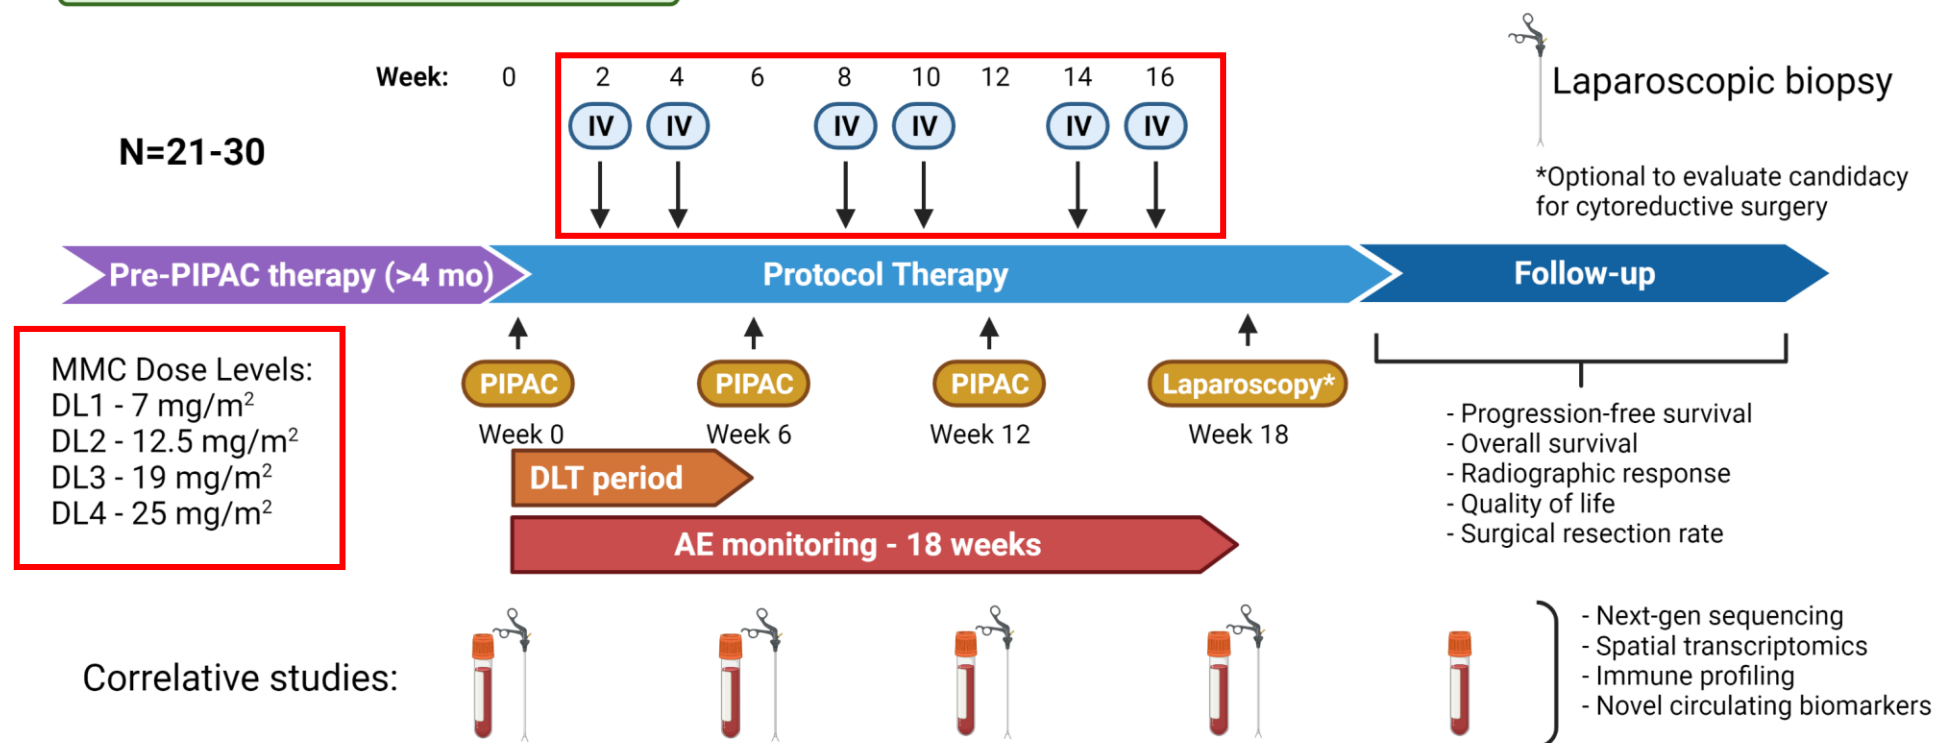 Week: 0 2 4 6 8 10 12 14 16
IV IV IV IV IV IV
N=21-30
Laparoscopic biopsy
*Optional to evaluate candidacy
for cytoreductive surgery
Pre-PIPAC therapy (>4 mo) Protocol Therapy Follow-up
MMC Dose Levels:
DL1 - 7 mg/m²
DL2 - 12.5 mg/m²
DL3 - 19 mg/m²
DL4 - 25 mg/m²
PIPAC PIPAC PIPAC Laparoscopy*
Week 0 Week 6 Week 12 Week 18
DLT period
AE monitoring - 18 weeks
- Progression-free survival
- Overall survival
- Radiographic response
- Quality of life
- Surgical resection rate
Correlative studies:
- Next-gen sequencing
- Spatial transcriptomics
- Immune profiling
- Novel circulating biomarkers